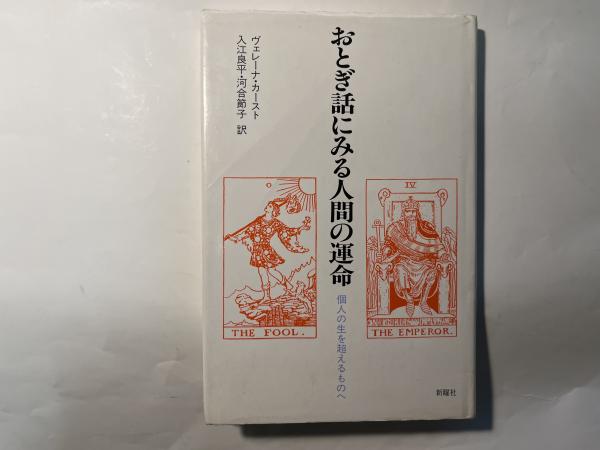 おとぎ話にみる人間の運命
個人の生を超えるものへ
ヴェレーナ・カースト
入江良平・河合節子 訳
THE FOOL.
IV
THE EMPEROR.
新曜社